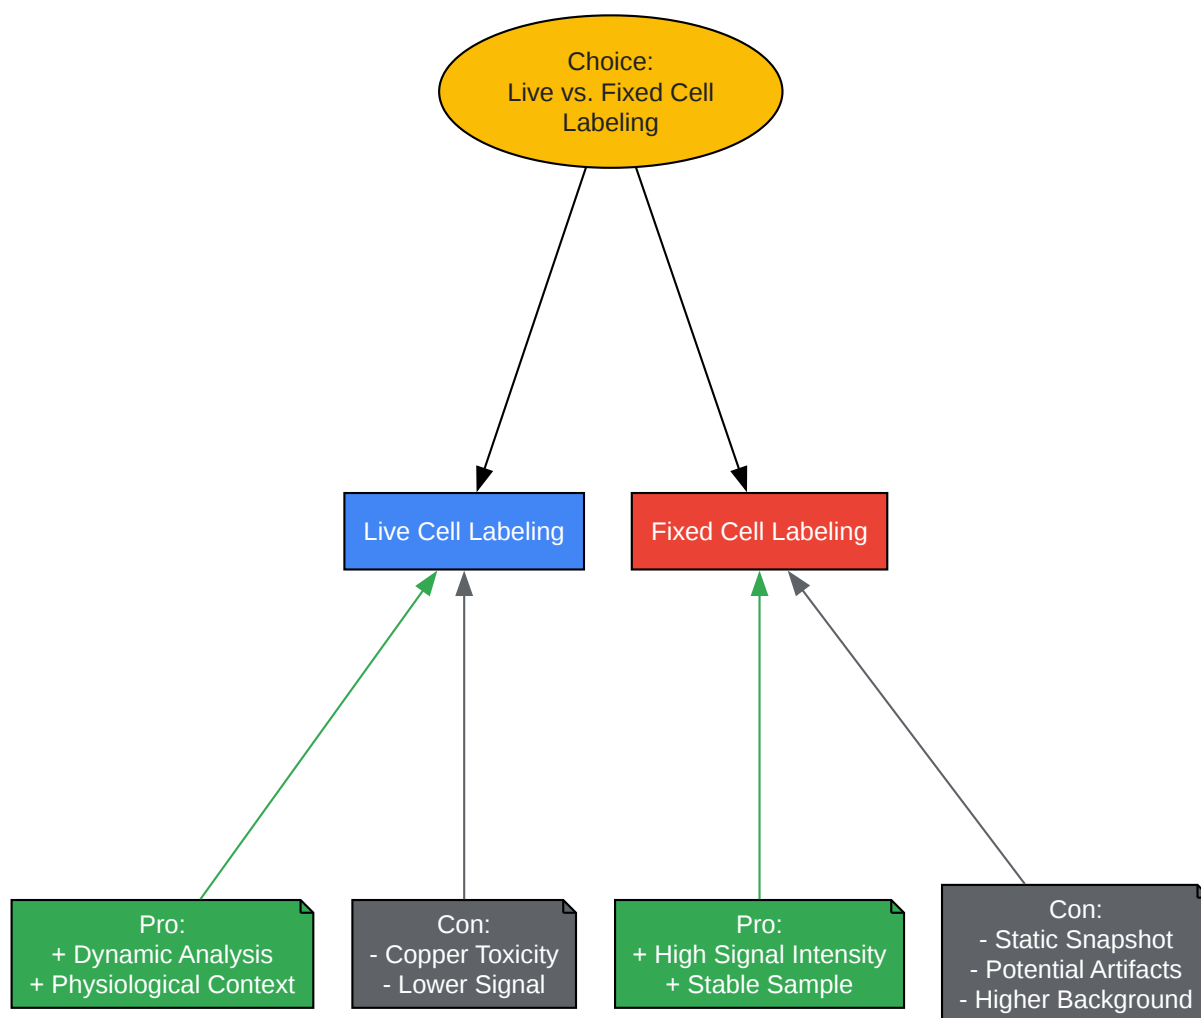 Choice:
Live vs. Fixed Cell
Labeling
Live Cell Labeling
Fixed Cell Labeling
Pro:
+ Dynamic Analysis
+ Physiological Context
Con:
- Copper Toxicity
- Lower Signal
Pro:
+ High Signal Intensity
+ Stable Sample
Con:
- Static Snapshot
- Potential Artifacts
- Higher Background